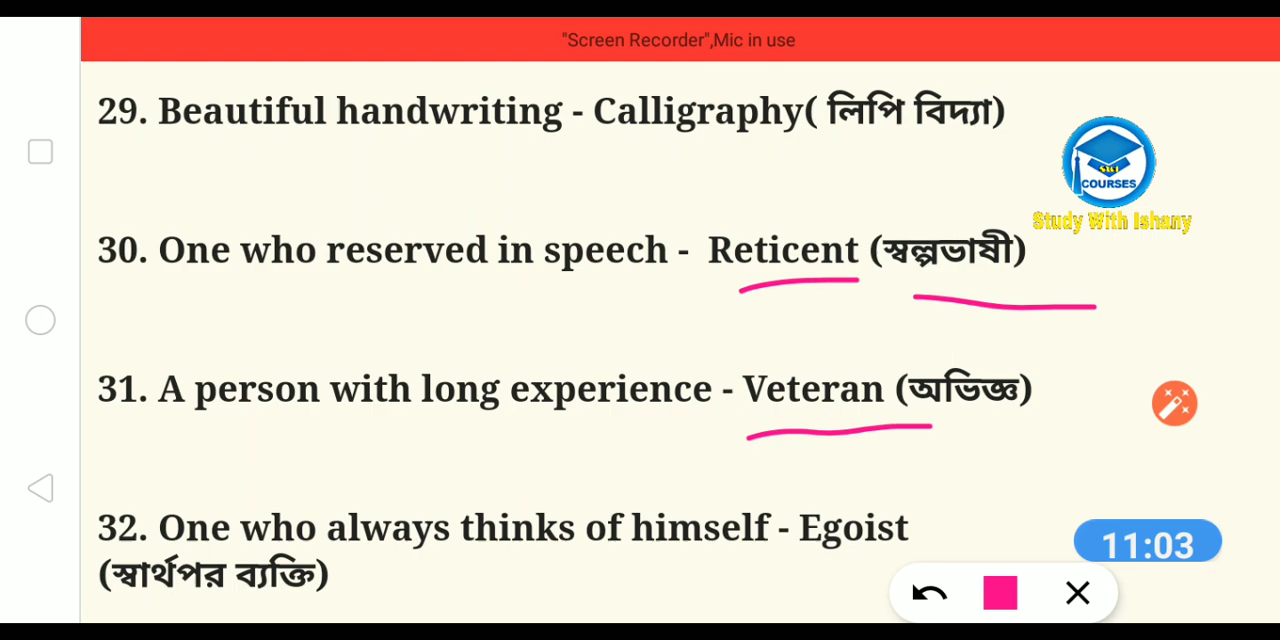 "Screen Recorder",Mic in use
29. Beautiful handwriting - Calligraphy( লিপি বিদ্যা)
COURSES
Study With Ishany
30. One who reserved in speech - Reticent (স্বল্পভাষী)
31. A person with long experience - Veteran (অভিজ্ঞ)
32. One who always thinks of himself - Egoist
(স্বার্থপর ব্যক্তি)
11:03